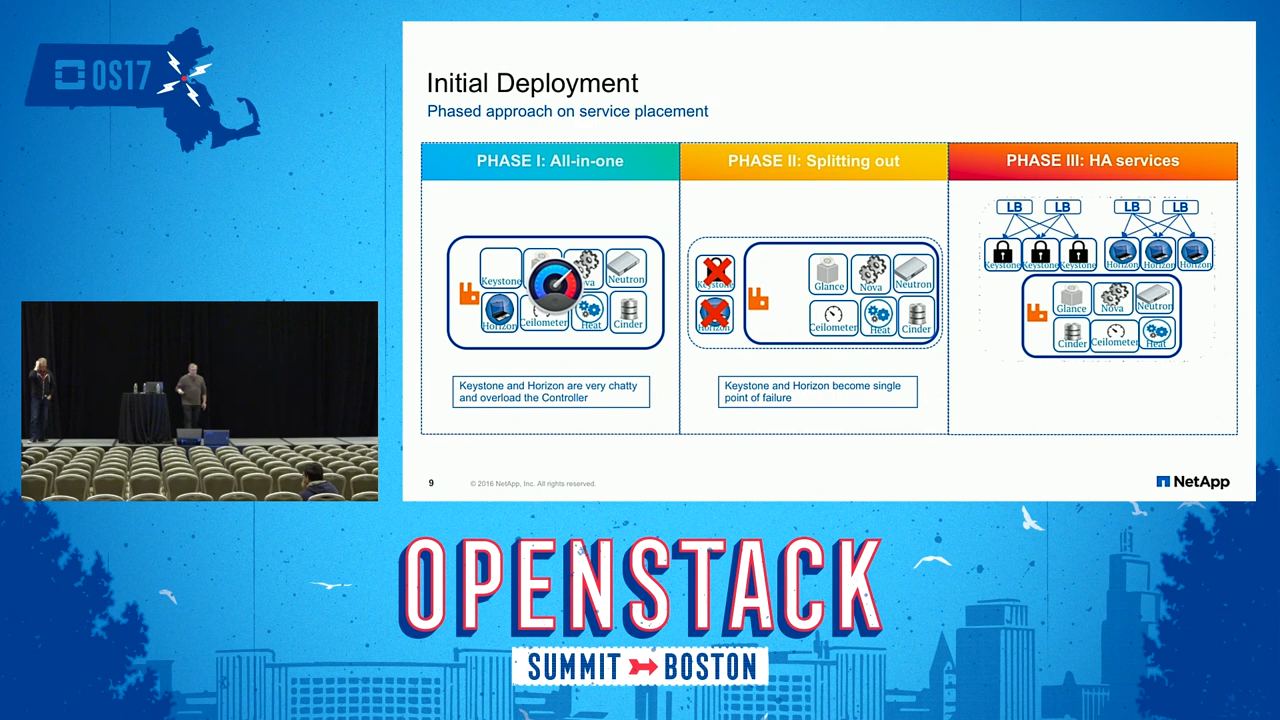 OS17
Initial Deployment
Phased approach on service placement
PHASE I: All-in-one
PHASE II: Splitting out
PHASE III: HA services
LB LB LB LB
Keystone Neutron
Horizon Ceilometer Heat Cinder
Keystone and Horizon are very chatty
and overload the Controller
Glance Nova Neutron
Horizon Ceilometer Heat Cinder
Keystone and Horizon become single
point of failure
Keystone Keystone Keystone Horizon Horizon Horizon
Glance Nova Neutron
Cinder Ceilometer Heat
9
© 2016 NetApp, Inc. All rights reserved.
NetApp
OPENSTACK
SUMMIT BOSTON